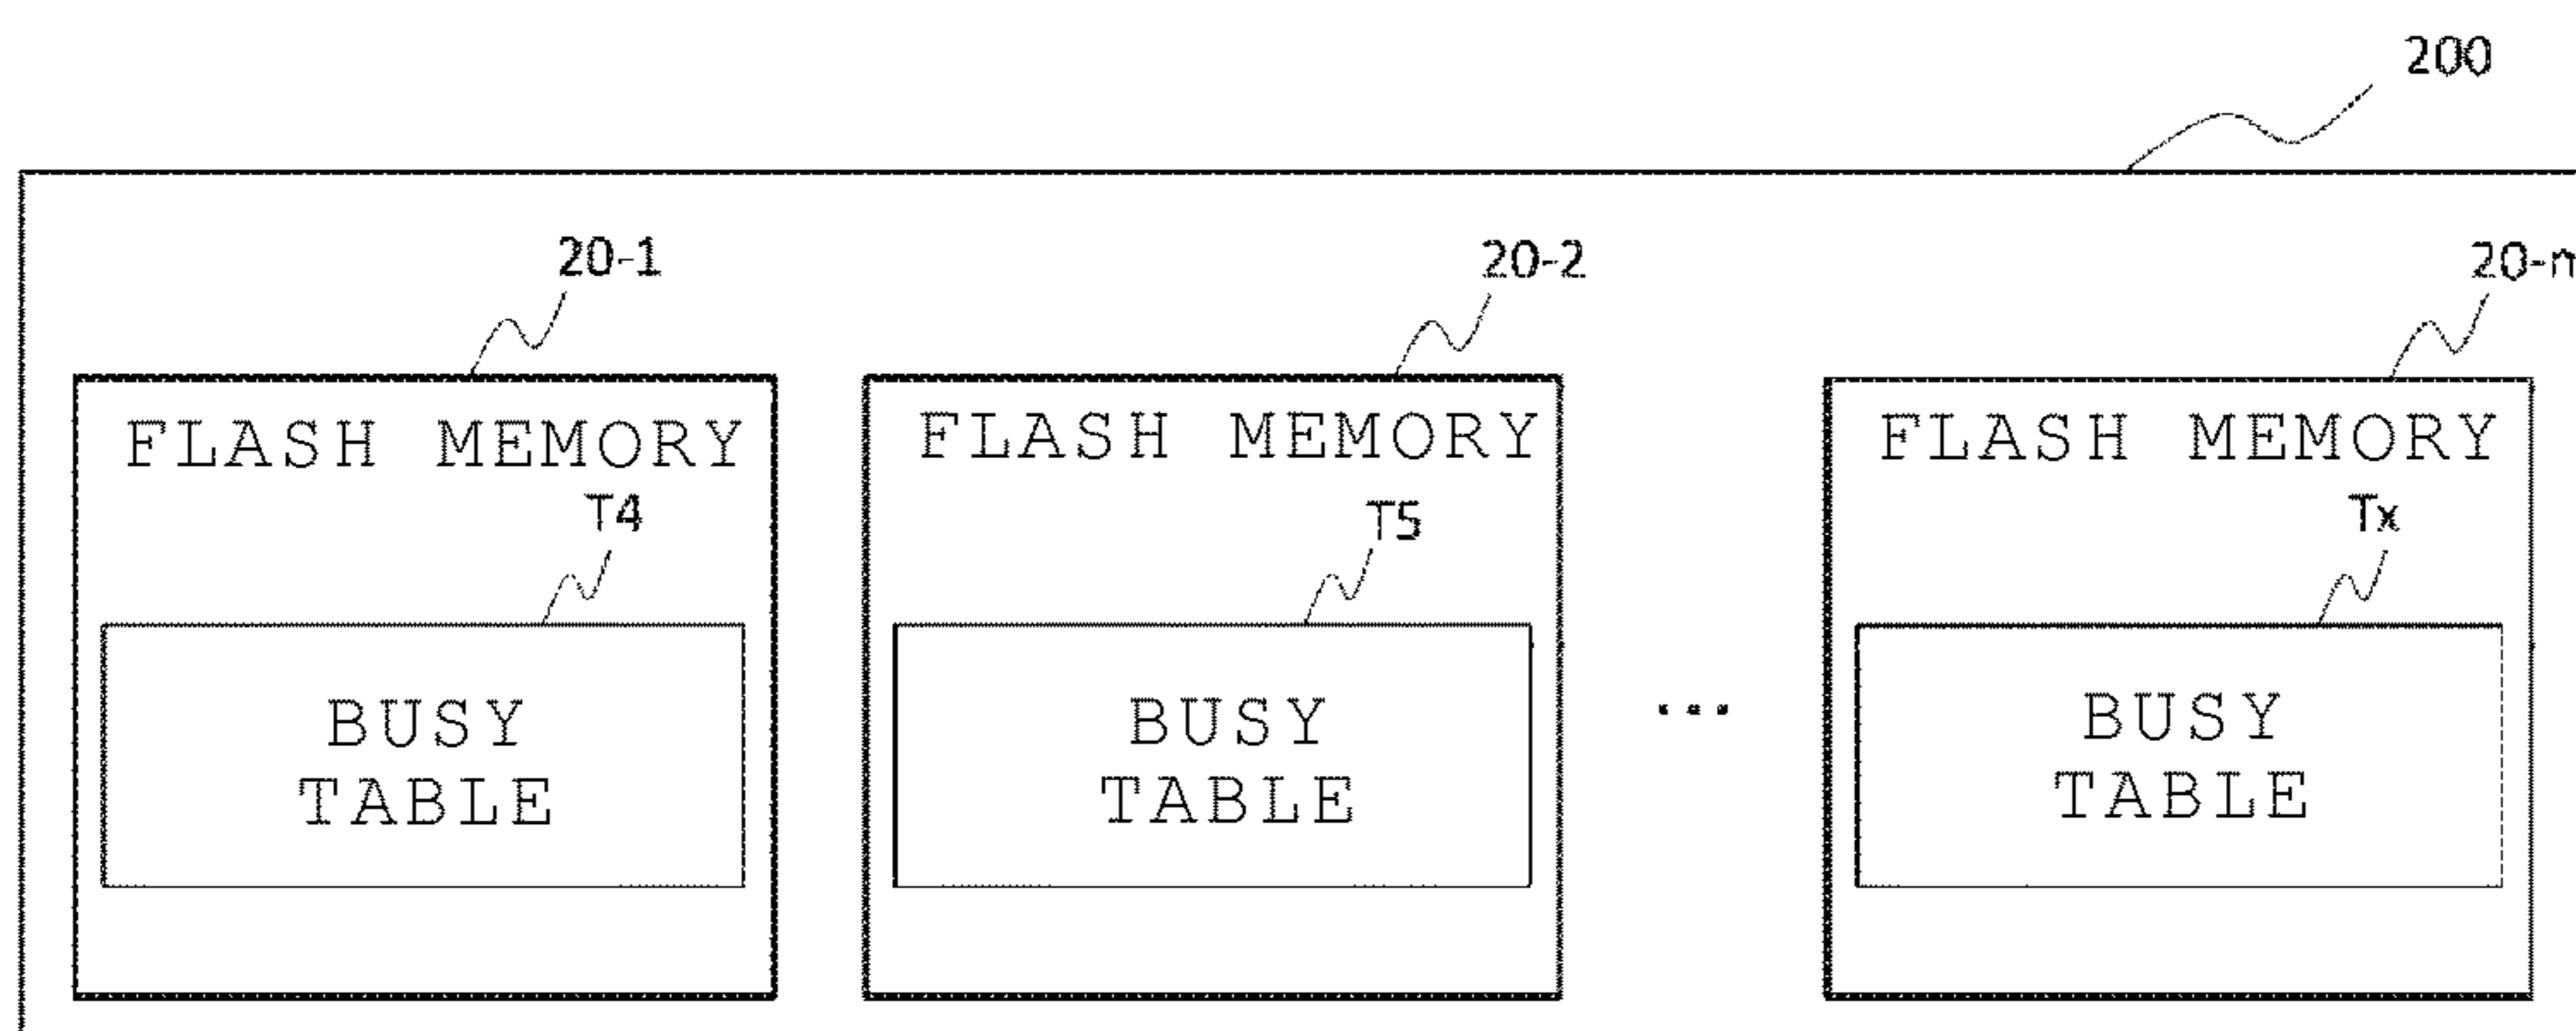 200
20-1
20-2
20-n
FLASH MEMORY
FLASH MEMORY
FLASH MEMORY
T4
T5
Tx
BUSY
TABLE
BUSY
TABLE
...
BUSY
TABLE